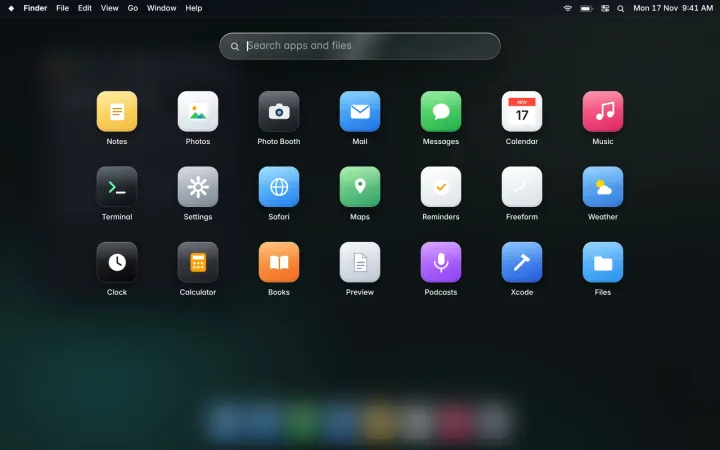 Finder File Edit View Go Window Help Mon 17 Nov 9:41 AM
Search apps and files
NOV
17
Notes Photos Photo Booth Mail Messages Calendar Music
Terminal Settings Safari Maps Reminders Freeform Weather
Clock Calculator Books Preview Podcasts Xcode Files